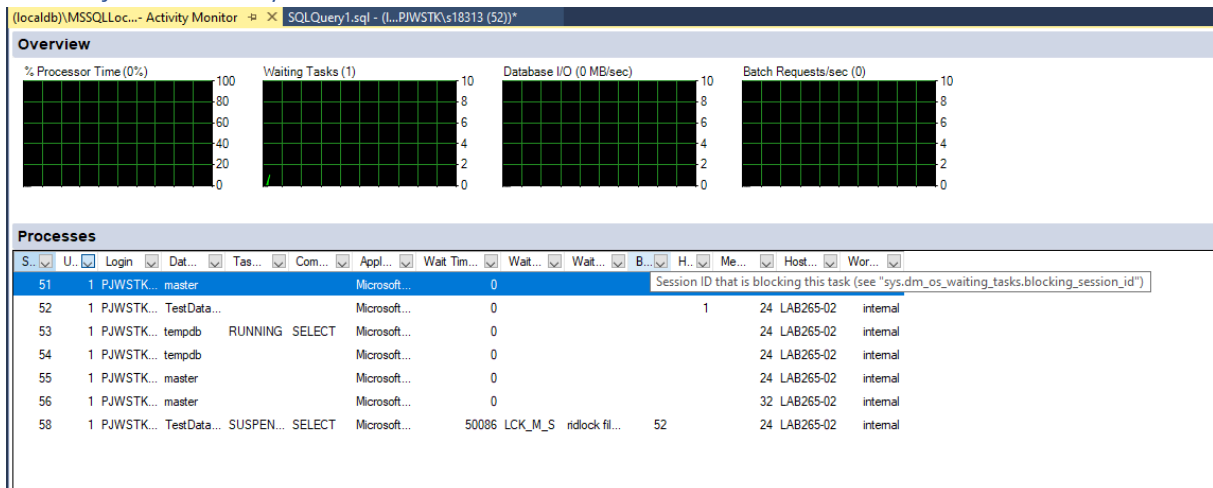 (localdb)\MSSQLLoc...- Activity Monitor SQLQuery1.sql - (l...PJWSTK\s18313 (52))*
Overview
% Processor Time (0%) Waiting Tasks (1) Database I/O (0 MB/sec) Batch Requests/sec (0)
100 10 10 10
80 8 8 8
60 6 6 6
40 4 4 4
20 2 2 2
0 0 0 0
Processes
S.. U.. Login Dat... Tas... Com... Appl... Wait Tim... Wait... Wait... B... H.. Me... Host... Wor...
51 1 PJWSTK... master Microsoft... 0 Session ID that is blocking this task (see "sys.dm_os_waiting_tasks.blocking_session_id")
52 1 PJWSTK... TestData... Microsoft... 0 1 24 LAB265-02 internal
53 1 PJWSTK... tempdb RUNNING SELECT Microsoft... 0 24 LAB265-02 internal
54 1 PJWSTK... tempdb Microsoft... 0 24 LAB265-02 internal
55 1 PJWSTK... master Microsoft... 0 24 LAB265-02 internal
56 1 PJWSTK... master Microsoft... 0 32 LAB265-02 internal
58 1 PJWSTK... TestData... SUSPEN... SELECT Microsoft... 50086 LCK_M_S ridlock fil... 52 24 LAB265-02 internal